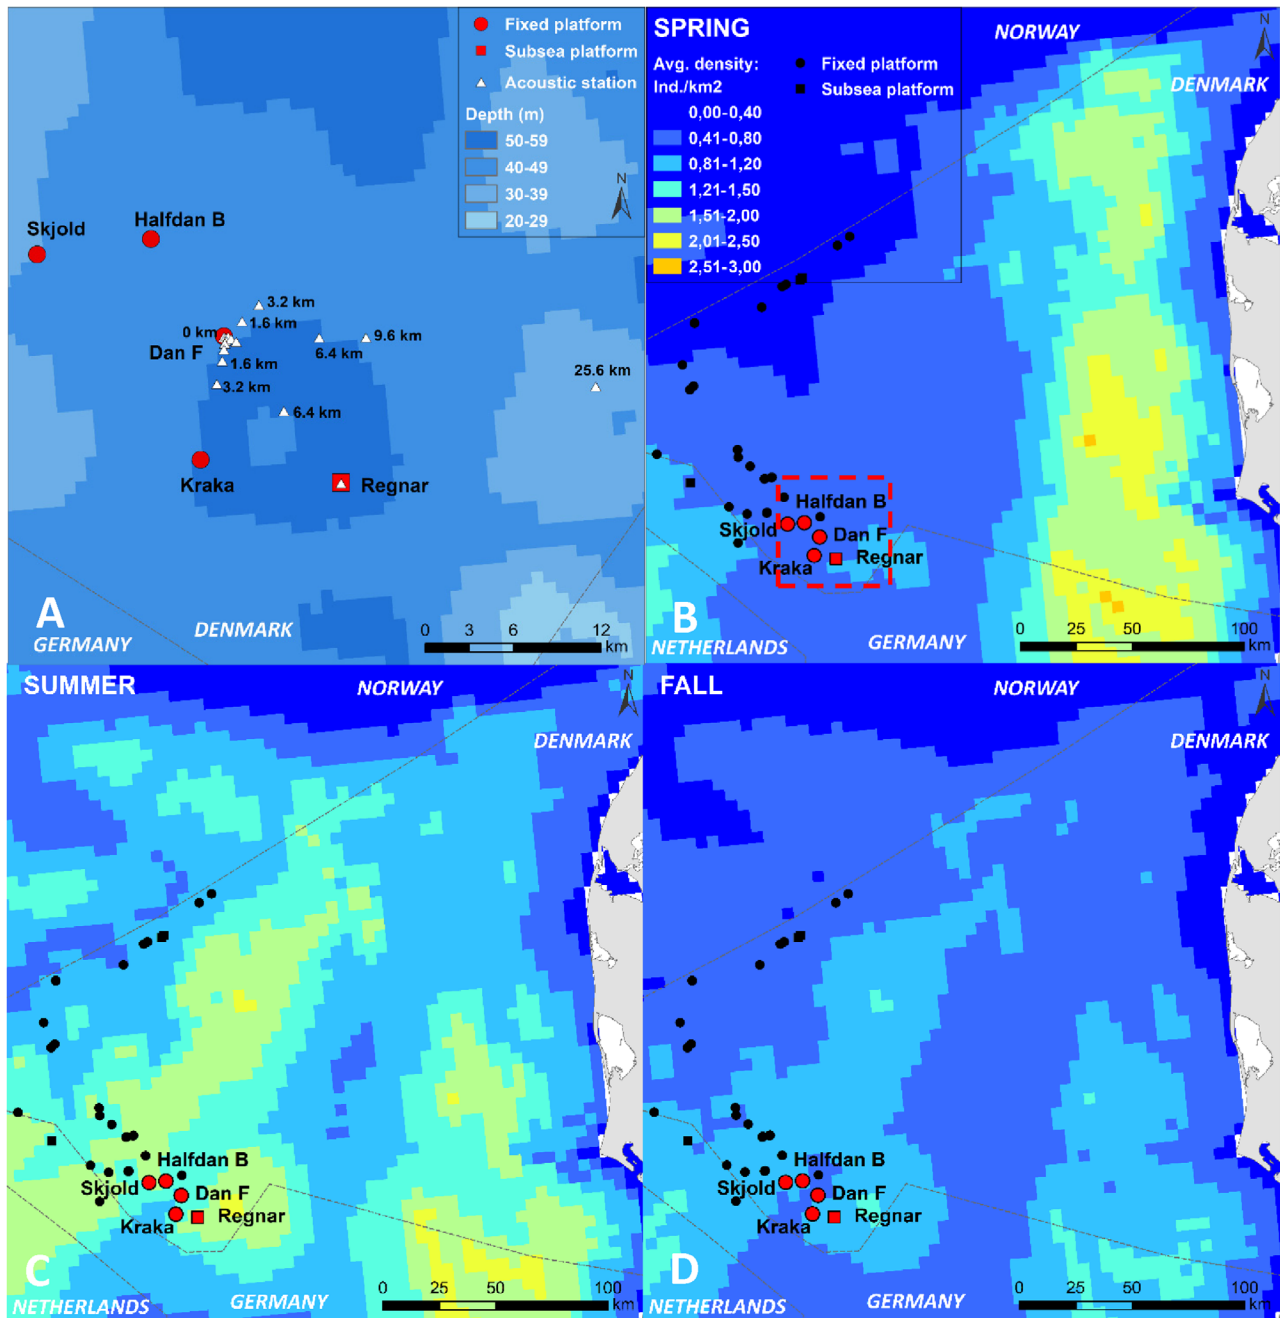 Fixed platform
Subsea platform
Acoustic station
Depth (m)
50-59
40-49
30-39
20-29
N
Skjold
Halfdan B
3.2 km
1.6 km
0 km
Dan F
6.4 km
9.6 km
1.6 km
3.2 km
25.6 km
6.4 km
Kraka
Regnar
A
DENMARK
GERMANY
0 3 6 12
km
SPRING
NORWAY
N
Avg. density:
Ind./km2
Fixed platform
Subsea platform
DENMARK
0,00-0,40
0,41-0,80
0,81-1,20
1,21-1,50
1,51-2,00
2,01-2,50
2,51-3,00
Halfdan B
Skjold
Dan F
Regnar
Kraka
B
NETHERLANDS
GERMANY
0 25 50 100
km
SUMMER
NORWAY
N
DENMARK
Halfdan B
Skjold
Dan F
Kraka
Regnar
C
NETHERLANDS
GERMANY
0 25 50 100
km
FALL
NORWAY
N
DENMARK
Halfdan B
Skjold
Dan F
Kraka
Regnar
D
NETHERLANDS
GERMANY
0 25 50 100
km